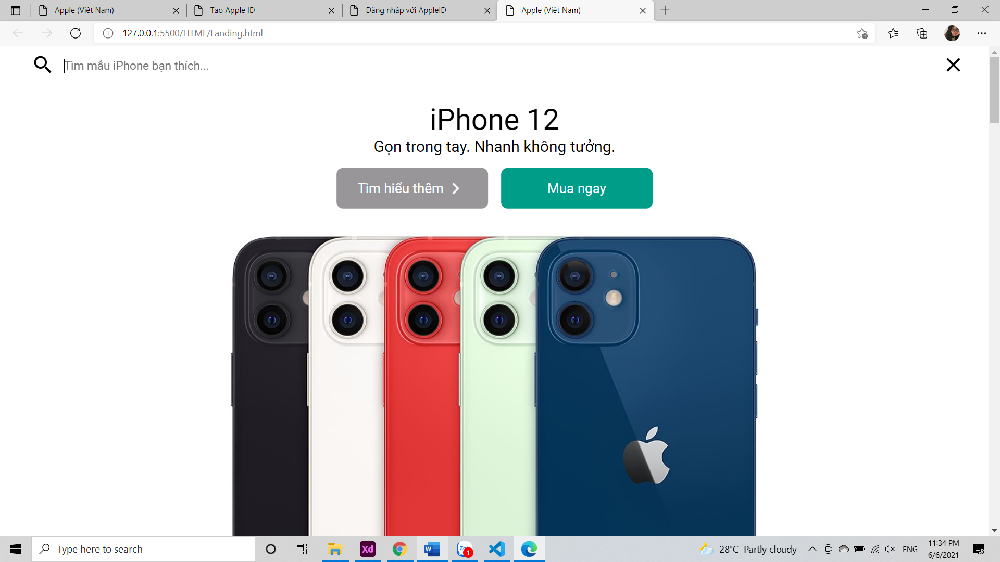 Apple (Việt Nam)
Tạo Apple ID
Đăng nhập với AppleID
Apple (Việt Nam)
127.0.0.1:5500/HTML/Landing.html
Tìm mẫu iPhone bạn thích...
iPhone 12
Gọn trong tay. Nhanh không tưởng.
Tìm hiểu thêm
Mua ngay
Type here to search
Xd
W
Zalo
1
28°C Partly cloudy
ENG
11:34 PM
6/6/2021